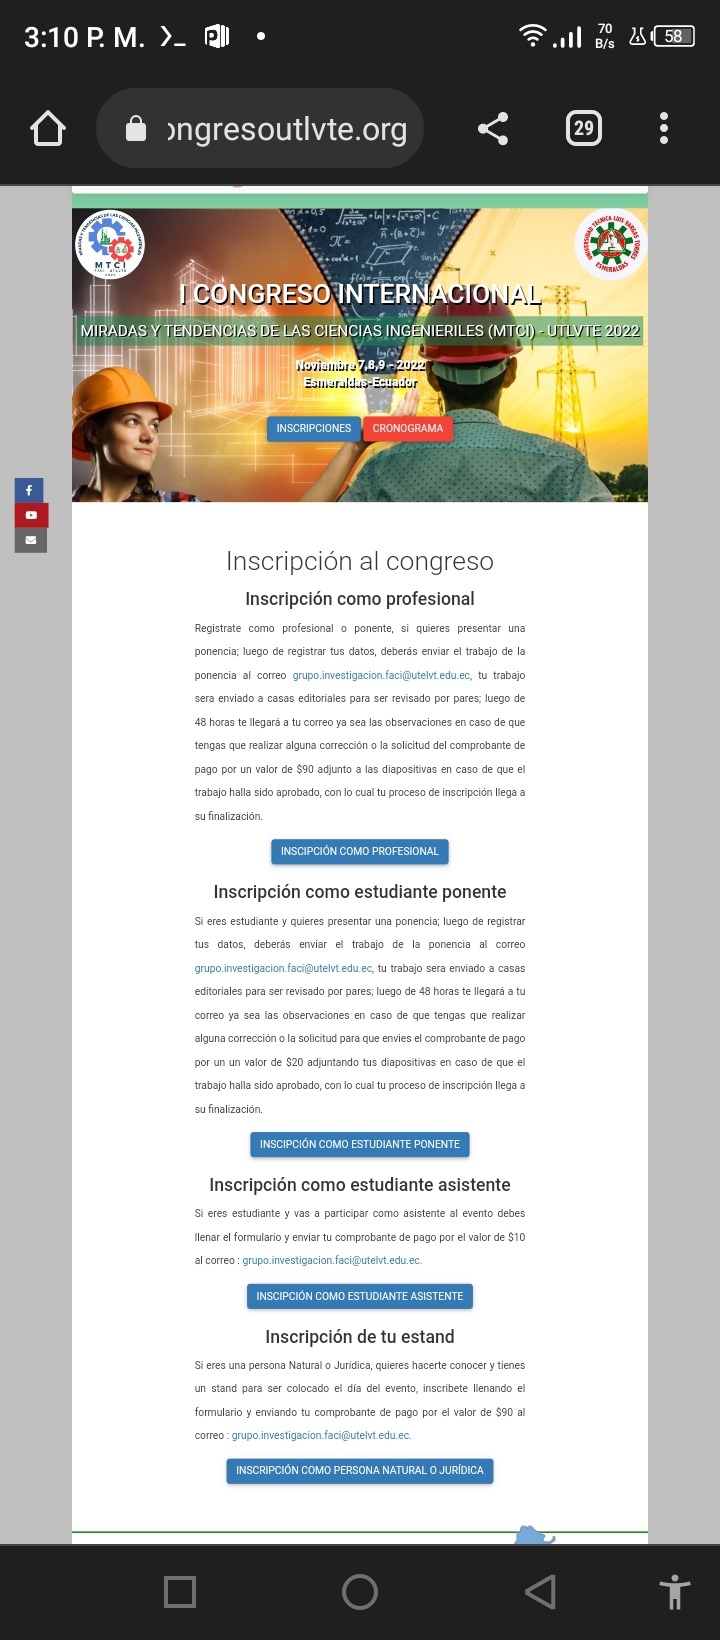 3:10 P. M.
70
B/s
58
ongresoutlvte.org
29
MTCI
FACI - UTLVTE
2022
UNIVERSIDAD TECNICA LUIS VARGAS TORRES
ESMERALDAS
I CONGRESO INTERNACIONAL
MIRADAS Y TENDENCIAS DE LAS CIENCIAS INGENIERILES (MTCI) - UTLVTE 2022
Noviembre 7,8,9 - 2022
Esmeraldas-Ecuador
INSCRIPCIONES
CRONOGRAMA
Inscripción al congreso
Inscripción como profesional
Registrate como profesional o ponente, si quieres presentar una
ponencia; luego de registrar tus datos, deberás enviar el trabajo de la
ponencia al correo grupo.investigacion.faci@utelvt.edu.ec, tu trabajo
sera enviado a casas editoriales para ser revisado por pares; luego de
48 horas te llegará a tu correo ya sea las observaciones en caso de que
tengas que realizar alguna corrección o la solicitud del comprobante de
pago por un valor de $90 adjunto a las diapositivas en caso de que el
trabajo halla sido aprobado, con lo cual tu proceso de inscripción llega a
su finalización.
INSCIPCIÓN COMO PROFESIONAL
Inscripción como estudiante ponente
Si eres estudiante y quieres presentar una ponencia; luego de registrar
tus datos, deberás enviar el trabajo de la ponencia al correo
grupo.investigacion.faci@utelvt.edu.ec, tu trabajo sera enviado a casas
editoriales para ser revisado por pares; luego de 48 horas te llegará a tu
correo ya sea las observaciones en caso de que tengas que realizar
alguna corrección o la solicitud para que envies el comprobante de pago
por un un valor de $20 adjuntando tus diapositivas en caso de que el
trabajo halla sido aprobado, con lo cual tu proceso de inscripción llega a
su finalización.
INSCIPCIÓN COMO ESTUDIANTE PONENTE
Inscripción como estudiante asistente
Si eres estudiante y vas a participar como asistente al evento debes
llenar el formulario y enviar tu comprobante de pago por el valor de $10
al correo : grupo.investigacion.faci@utelvt.edu.ec.
INSCIPCIÓN COMO ESTUDIANTE ASISTENTE
Inscripción de tu estand
Si eres una persona Natural o Jurídica, quieres hacerte conocer y tienes
un stand para ser colocado el día del evento, inscribete llenando el
formulario y enviando tu comprobante de pago por el valor de $90 al
correo : grupo.investigacion.faci@utelvt.edu.ec.
INSCRIPCIÓN COMO PERSONA NATURAL O JURÍDICA